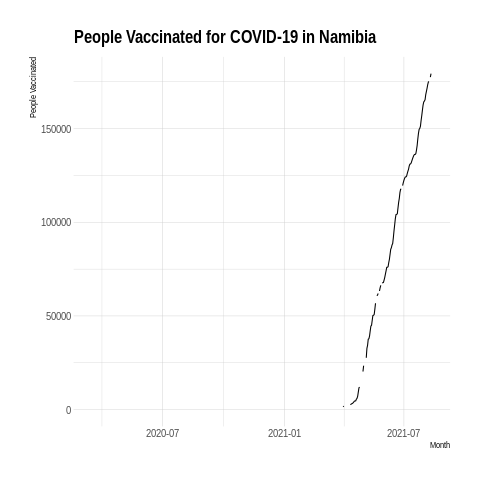 People Vaccinated for COVID-19 in Namibia
People Vaccinated
150000
100000
50000
0
2020-07
2021-01
2021-07
Month